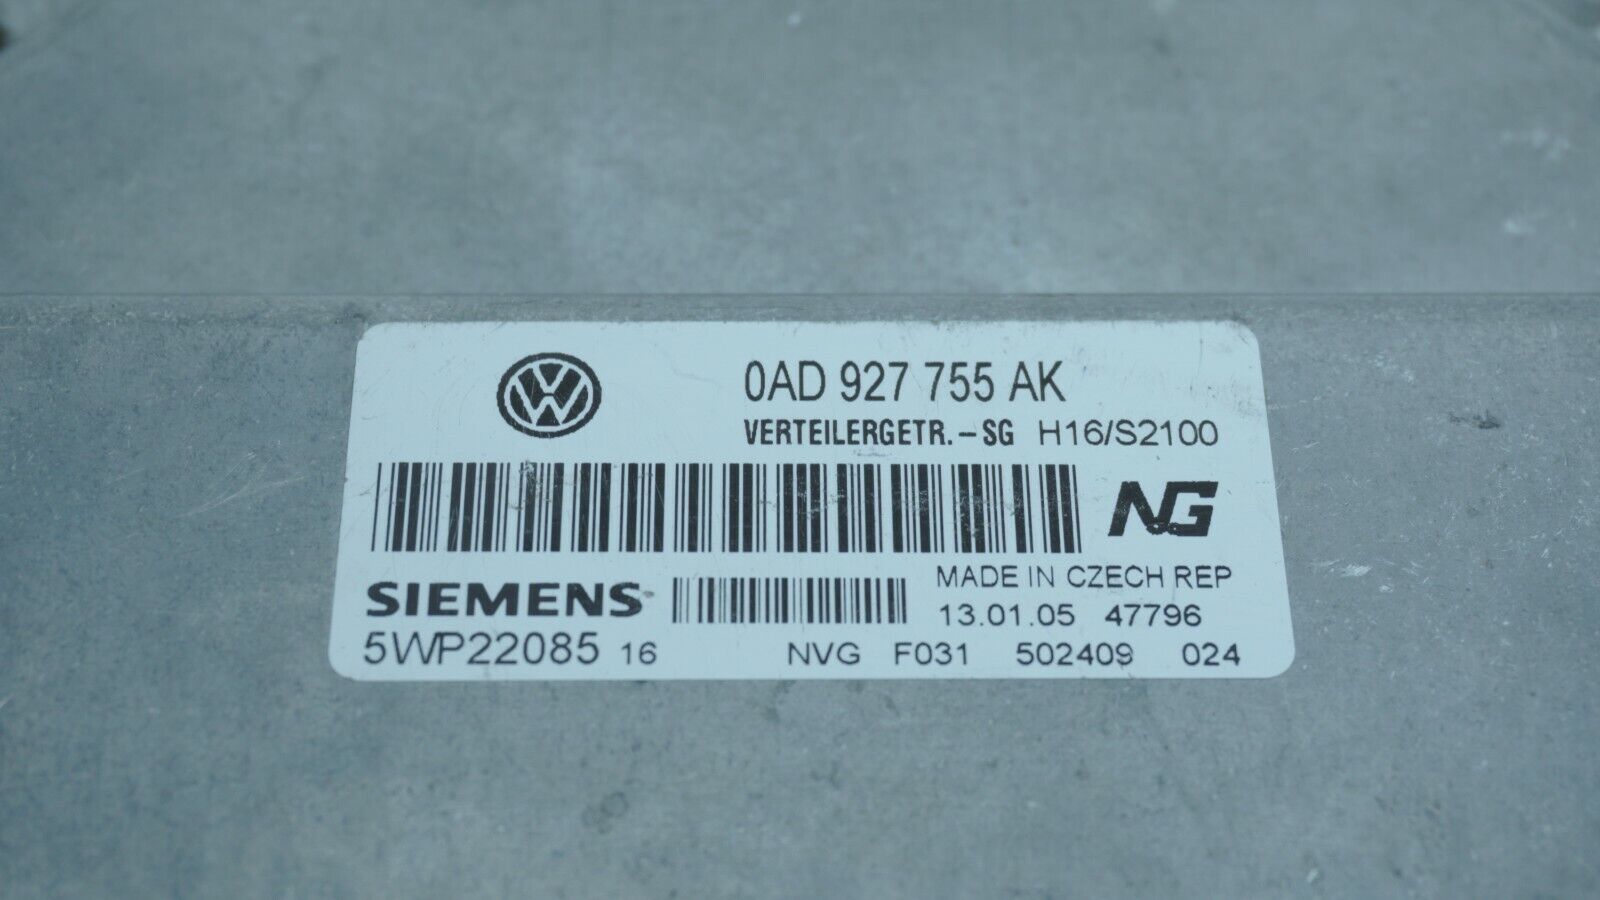 0AD 927 755 AK
VERTEILERGETR.-SG H16/S2100
NG
SIEMENS
MADE IN CZECH REP
13.01.05 47796
5WP22085 16 NVG F031 502409 024